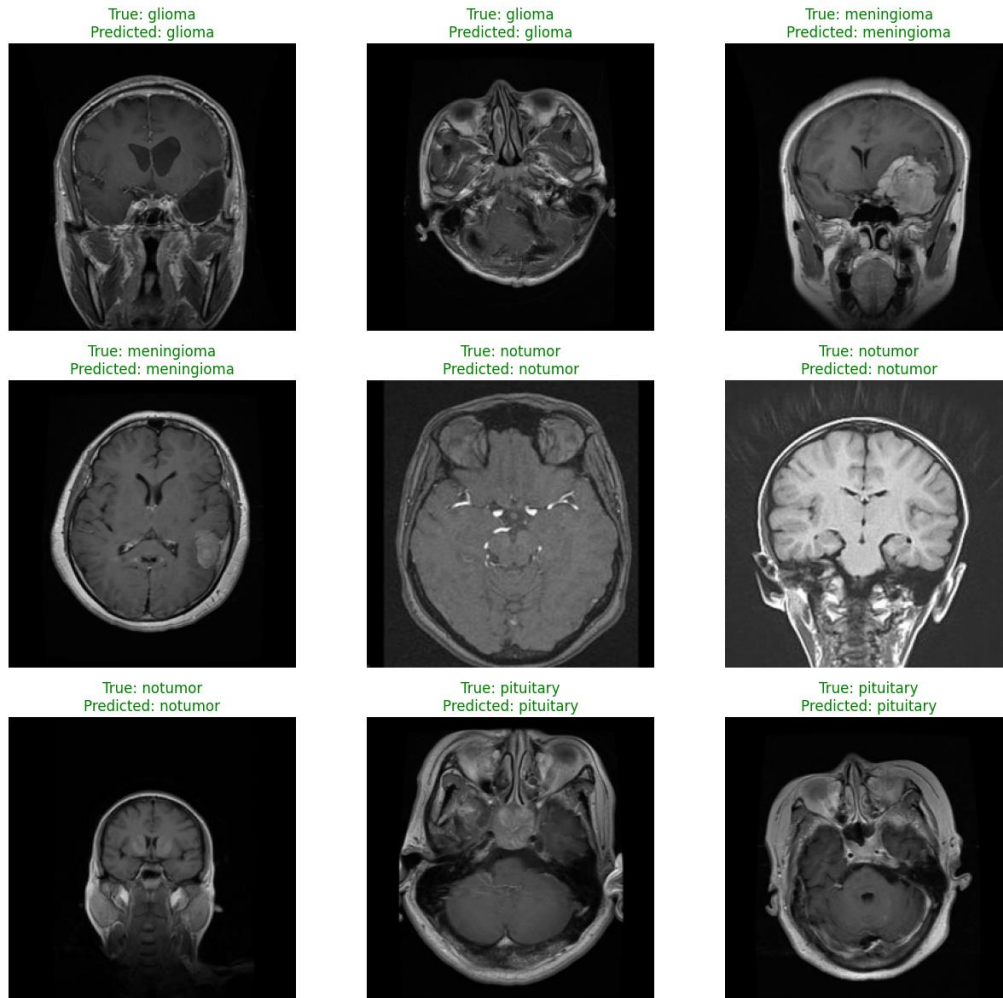 True: glioma
Predicted: glioma
True: glioma
Predicted: glioma
True: meningioma
Predicted: meningioma
True: meningioma
Predicted: meningioma
True: notumor
Predicted: notumor
True: notumor
Predicted: notumor
True: notumor
Predicted: notumor
True: pituitary
Predicted: pituitary
True: pituitary
Predicted: pituitary